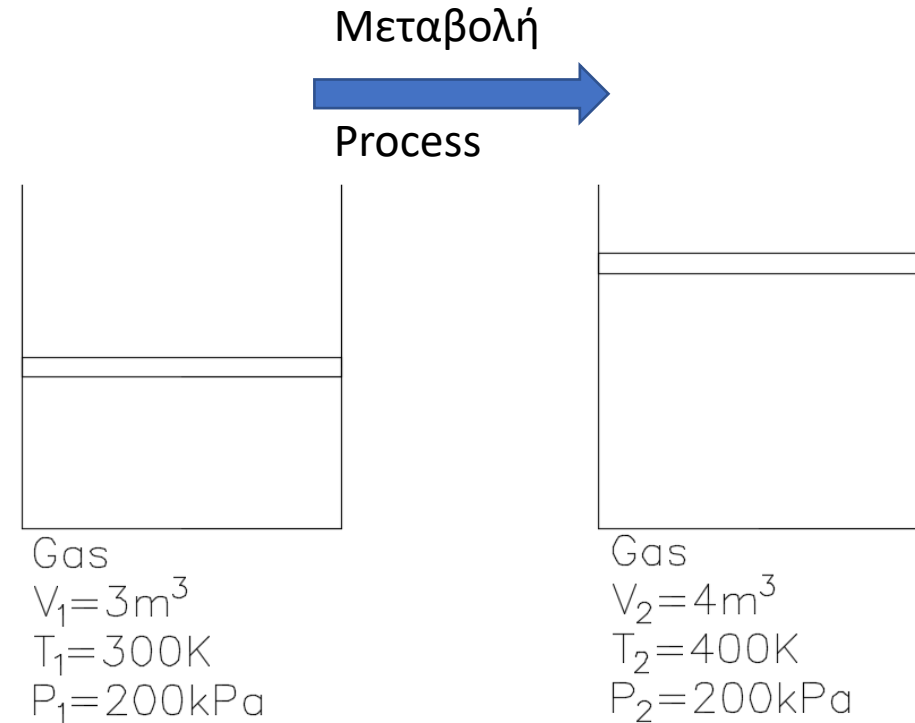 Μεταβολή
Process
Gas
V₁=3m³
T₁=300K
P₁=200kPa
Gas
V₂=4m³
T₂=400K
P₂=200kPa